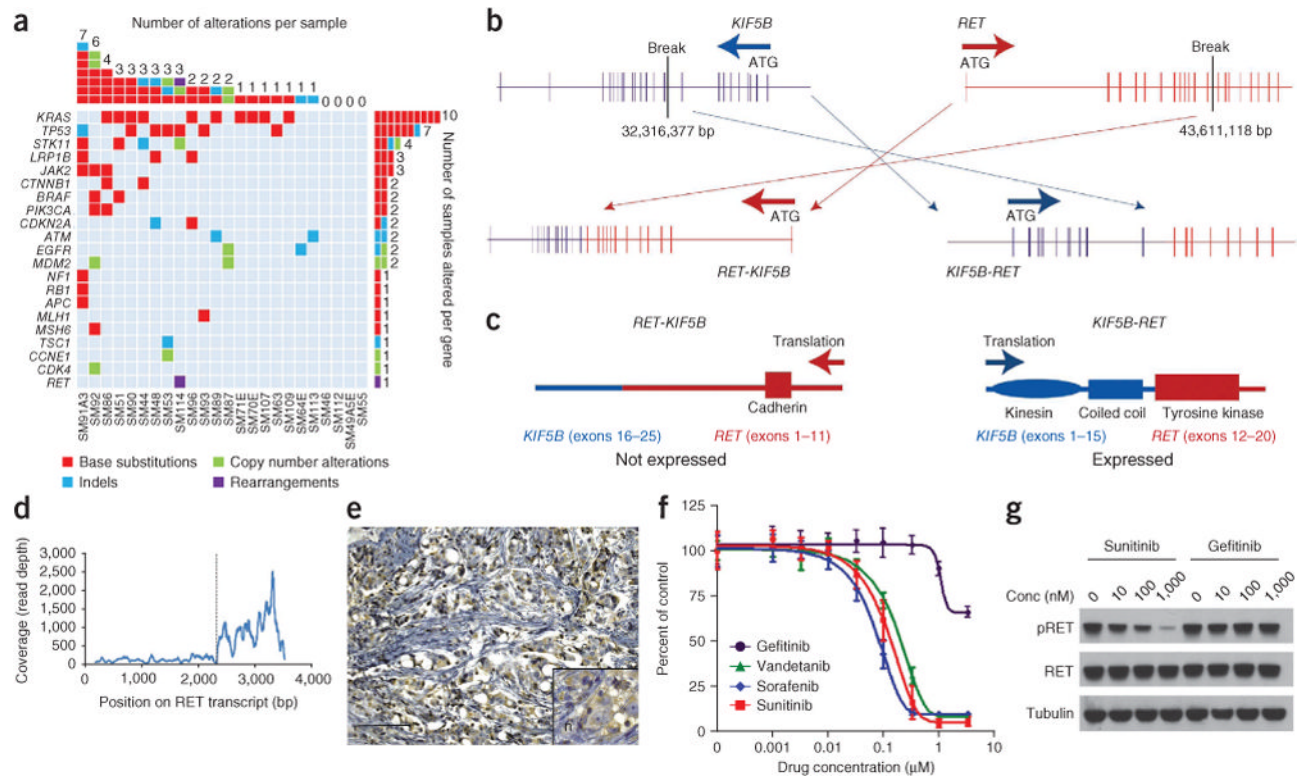 a
Number of alterations per sample
7
6
4
3 3 3 3 3 3
2 2 2 2
1 1 1 1 1 1 1
0 0 0 0
KRAS
TP53
STK11
LRP1B
JAK2
CTNNB1
BRAF
PIK3CA
CDKN2A
ATM
EGFR
MDM2
NF1
RB1
APC
MLH1
MSH6
TSC1
CCNE1
CDK4
RET
10
7
4
3
3
2
2
2
2
2
2
2
1
1
1
1
1
1
1
1
1
Number of samples altered per gene
SM91A3
SM92
SM86
SM51
SM90
SM44
SM48
SM53
SM114
SM96
SM93
SM89
SM87
SM71E
SM70E
SM107
SM63
SM109
SM64E
SM113
SM46
SM112
SM49A5E
SM55
Base substitutions
Copy number alterations
Indels
Rearrangements
b
KIF5B
RET
Break
ATG
ATG
Break
32,316,377 bp
43,611,118 bp
ATG
ATG
RET-KIF5B
KIF5B-RET
c
RET-KIF5B
KIF5B-RET
Translation
Translation
Cadherin
Kinesin
Coiled coil
Tyrosine kinase
KIF5B (exons 16–25)
RET (exons 1–11)
KIF5B (exons 1–15)
RET (exons 12–20)
Not expressed
Expressed
d
Coverage (read depth)
3,000
2,500
2,000
1,500
1,000
500
0
0 1,000 2,000 3,000 4,000
Position on RET transcript (bp)
e
n
f
Percent of control
125
100
75
50
25
0
Gefitinib
Vandetanib
Sorafenib
Sunitinib
0 0.001 0.01 0.1 1 10
Drug concentration (μM)
g
Sunitinib
Gefitinib
Conc (nM)
0 10 100 1,000 0 10 100 1,000
pRET
RET
Tubulin